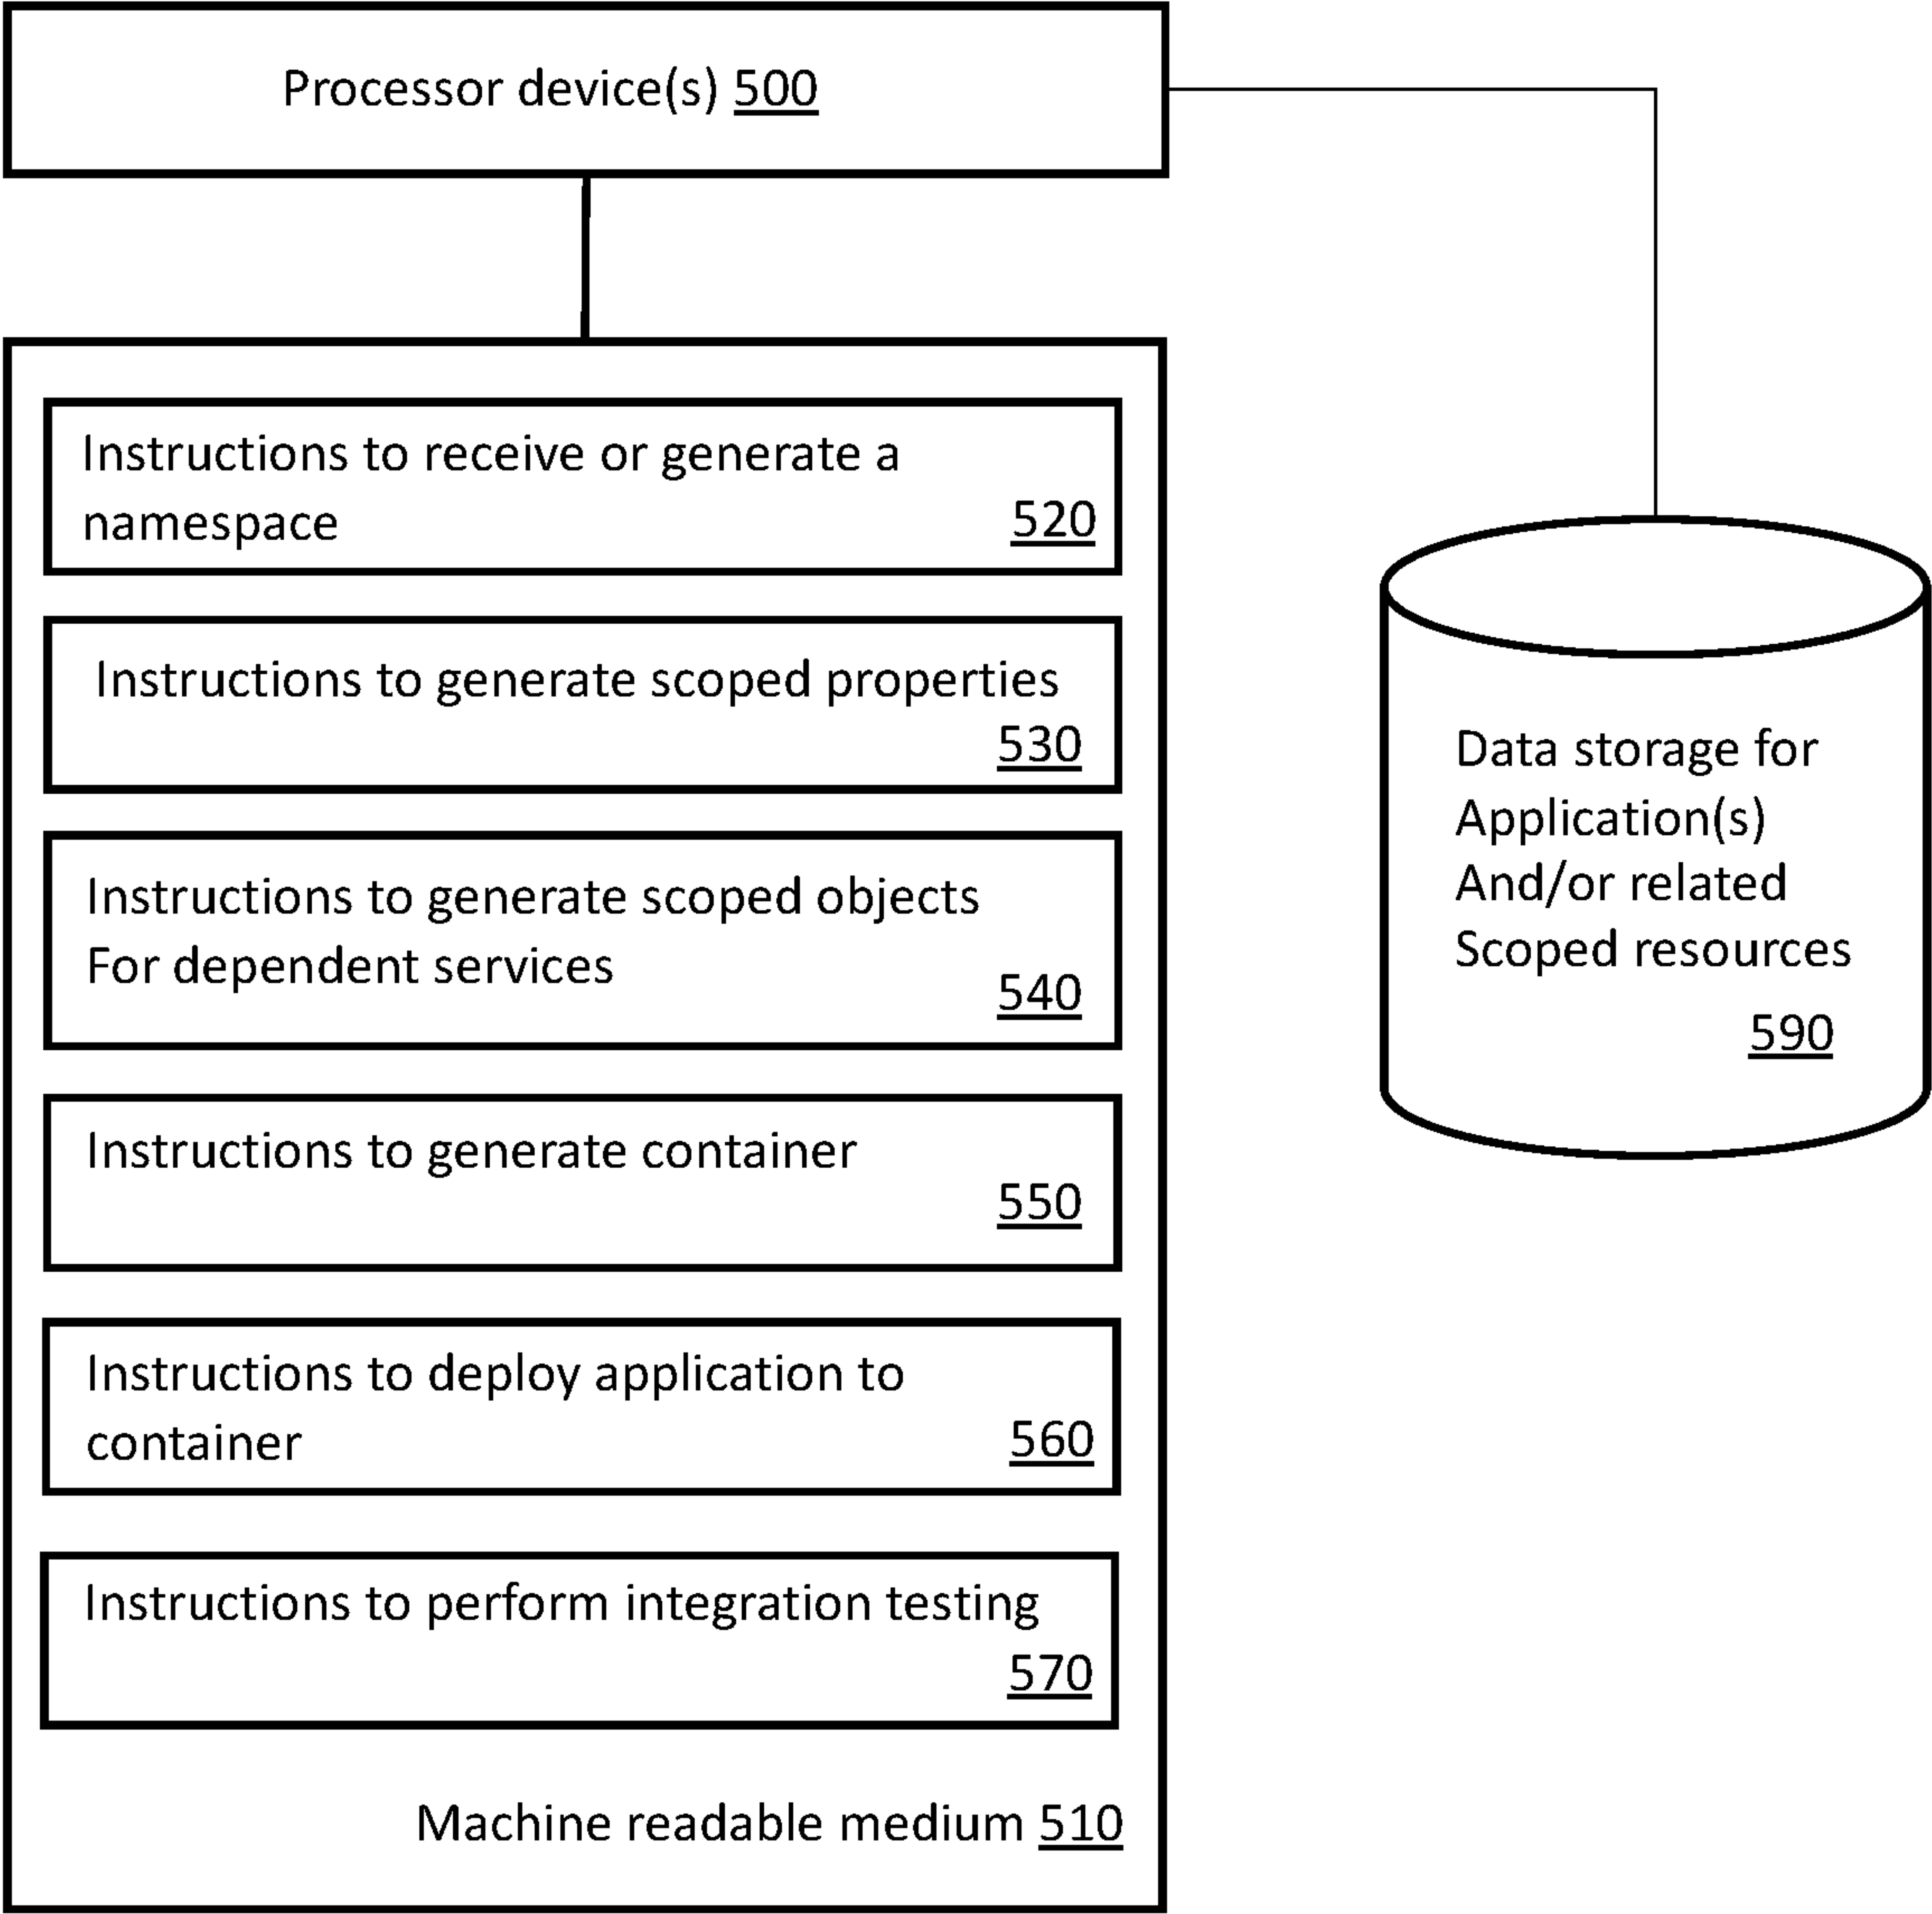 Processor device(s) 500
Instructions to receive or generate a
namespace
520
Instructions to generate scoped properties
530
Instructions to generate scoped objects
For dependent services
540
Instructions to generate container
550
Instructions to deploy application to
container
560
Instructions to perform integration testing
570
Machine readable medium 510
Data storage for
Application(s)
And/or related
Scoped resources
590